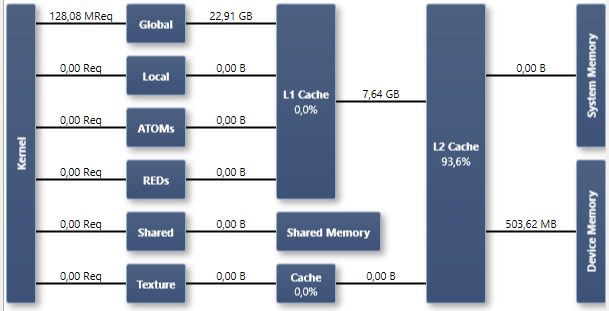 Kernel
128,08 MReq
Global
22,91 GB
0,00 Req
Local
0,00 B
0,00 Req
ATOMs
0,00 B
0,00 Req
REDs
0,00 B
0,00 Req
Shared
0,00 B
0,00 Req
Texture
0,00 B
L1 Cache
0,0%
Shared Memory
Cache
0,0%
7,64 GB
0,00 B
L2 Cache
93,6%
0,00 B
503,62 MB
System Memory
Device Memory